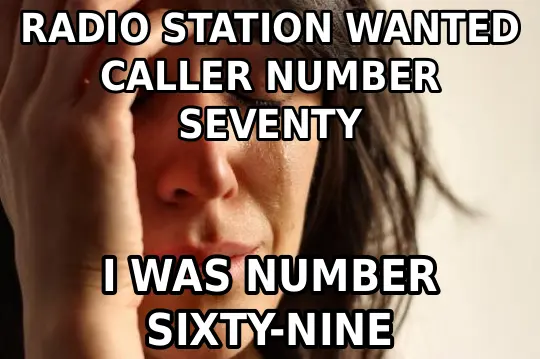 RADIO STATION WANTED
CALLER NUMBER
SEVENTY
I WAS NUMBER
SIXTY-NINE